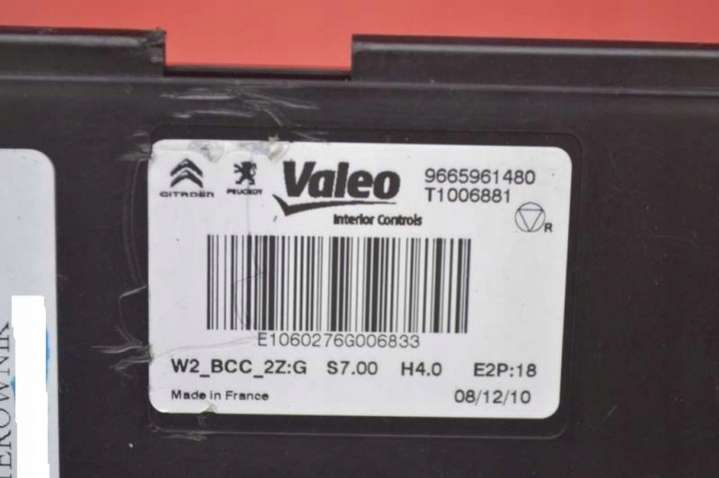 CITROËN
PEUGEOT
Valeo
Interior Controls
9665961480
T1006881
R
E1060276G006833
W2_BCC_2Z:G S7.00 H4.0 E2P:18
Made in France 08/12/10